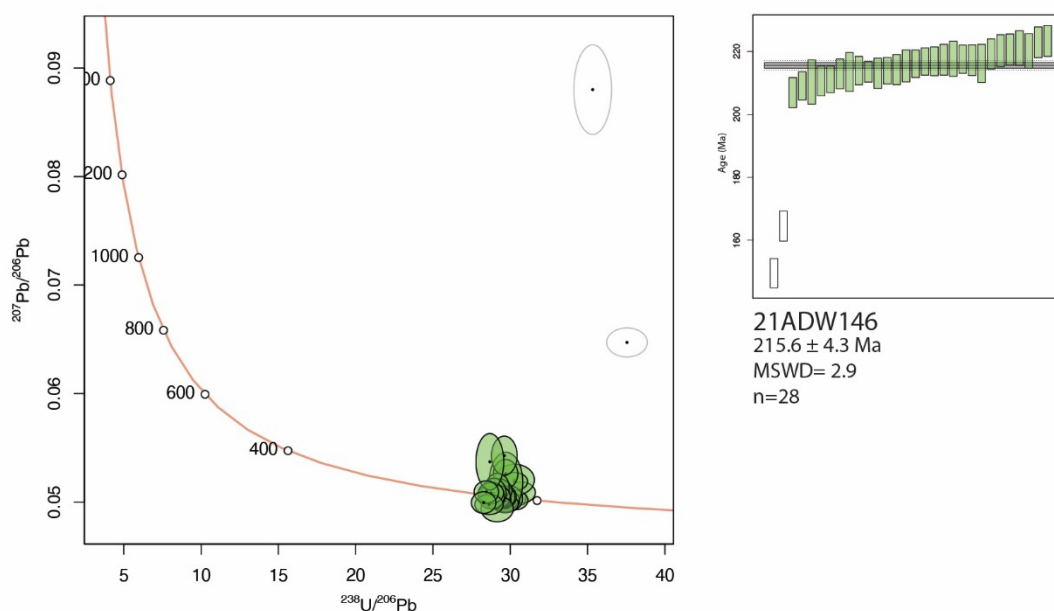 0.09
0.08
0.07
0.06
0.05
²⁰⁷Pb/²⁰⁶Pb
00
200
1000
800
600
400
5 10 15 20 25 30 35 40
²³⁸U/²⁰⁶Pb
220
200
180
160
Age (Ma)
21ADW146
215.6 ± 4.3 Ma
MSWD= 2.9
n=28